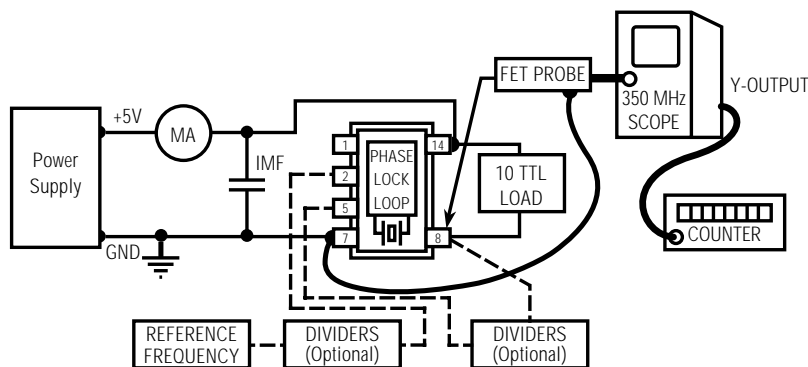 FET PROBE
350 MHz
SCOPE
Y-OUTPUT
+5V
MA
Power
Supply
IMF
1
14
2
5
7
8
PHASE
LOCK
LOOP
10 TTL
LOAD
GND
COUNTER
REFERENCE
FREQUENCY
DIVIDERS
(Optional)
DIVIDERS
(Optional)